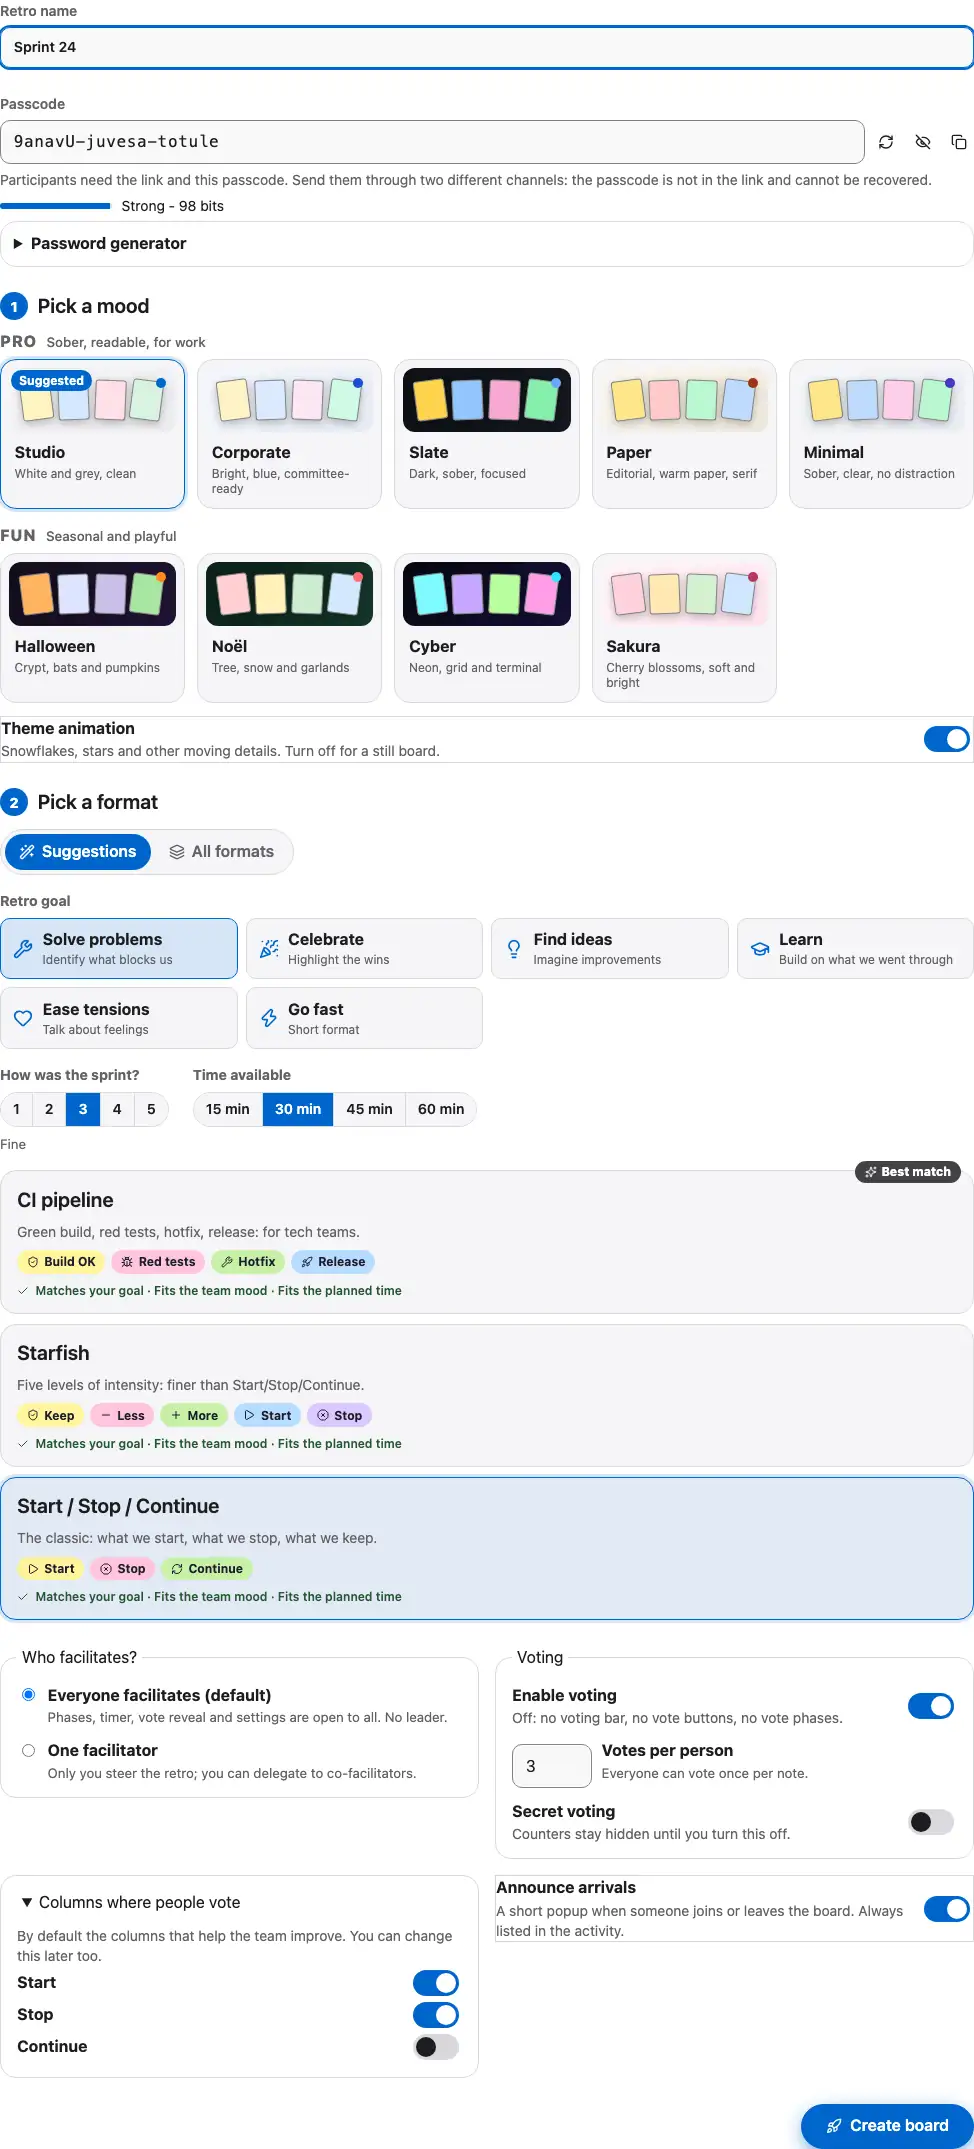 Retro name
Sprint 24
Passcode
9anavU-juvesa-totule
Participants need the link and this passcode. Send them through two different channels: the passcode is not in the link and cannot be recovered.
Strong - 98 bits
Password generator
1 Pick a mood
PRO Sober, readable, for work
Suggested
Studio
White and grey, clean
Corporate
Bright, blue, committee-
ready
Slate
Dark, sober, focused
Paper
Editorial, warm paper, serif
Minimal
Sober, clear, no distraction
FUN Seasonal and playful
Halloween
Crypt, bats and pumpkins
Noël
Tree, snow and garlands
Cyber
Neon, grid and terminal
Sakura
Cherry blossoms, soft and
bright
Theme animation
Snowflakes, stars and other moving details. Turn off for a still board.
2 Pick a format
Suggestions
All formats
Retro goal
Solve problems
Identify what blocks us
Celebrate
Highlight the wins
Find ideas
Imagine improvements
Learn
Build on what we went through
Ease tensions
Talk about feelings
Go fast
Short format
How was the sprint?
1 2 3 4 5
Fine
Time available
15 min 30 min 45 min 60 min
Best match
CI pipeline
Green build, red tests, hotfix, release: for tech teams.
Build OK Red tests Hotfix Release
Matches your goal · Fits the team mood · Fits the planned time
Starfish
Five levels of intensity: finer than Start/Stop/Continue.
Keep Less More Start Stop
Matches your goal · Fits the team mood · Fits the planned time
Start / Stop / Continue
The classic: what we start, what we stop, what we keep.
Start Stop Continue
Matches your goal · Fits the team mood · Fits the planned time
Who facilitates?
Everyone facilitates (default)
Phases, timer, vote reveal and settings are open to all. No leader.
One facilitator
Only you steer the retro; you can delegate to co-facilitators.
Voting
Enable voting
Off: no voting bar, no vote buttons, no vote phases.
3
Votes per person
Everyone can vote once per note.
Secret voting
Counters stay hidden until you turn this off.
Columns where people vote
By default the columns that help the team improve. You can change
this later too.
Start
Stop
Continue
Announce arrivals
A short popup when someone joins or leaves the board. Always
listed in the activity.
Create board